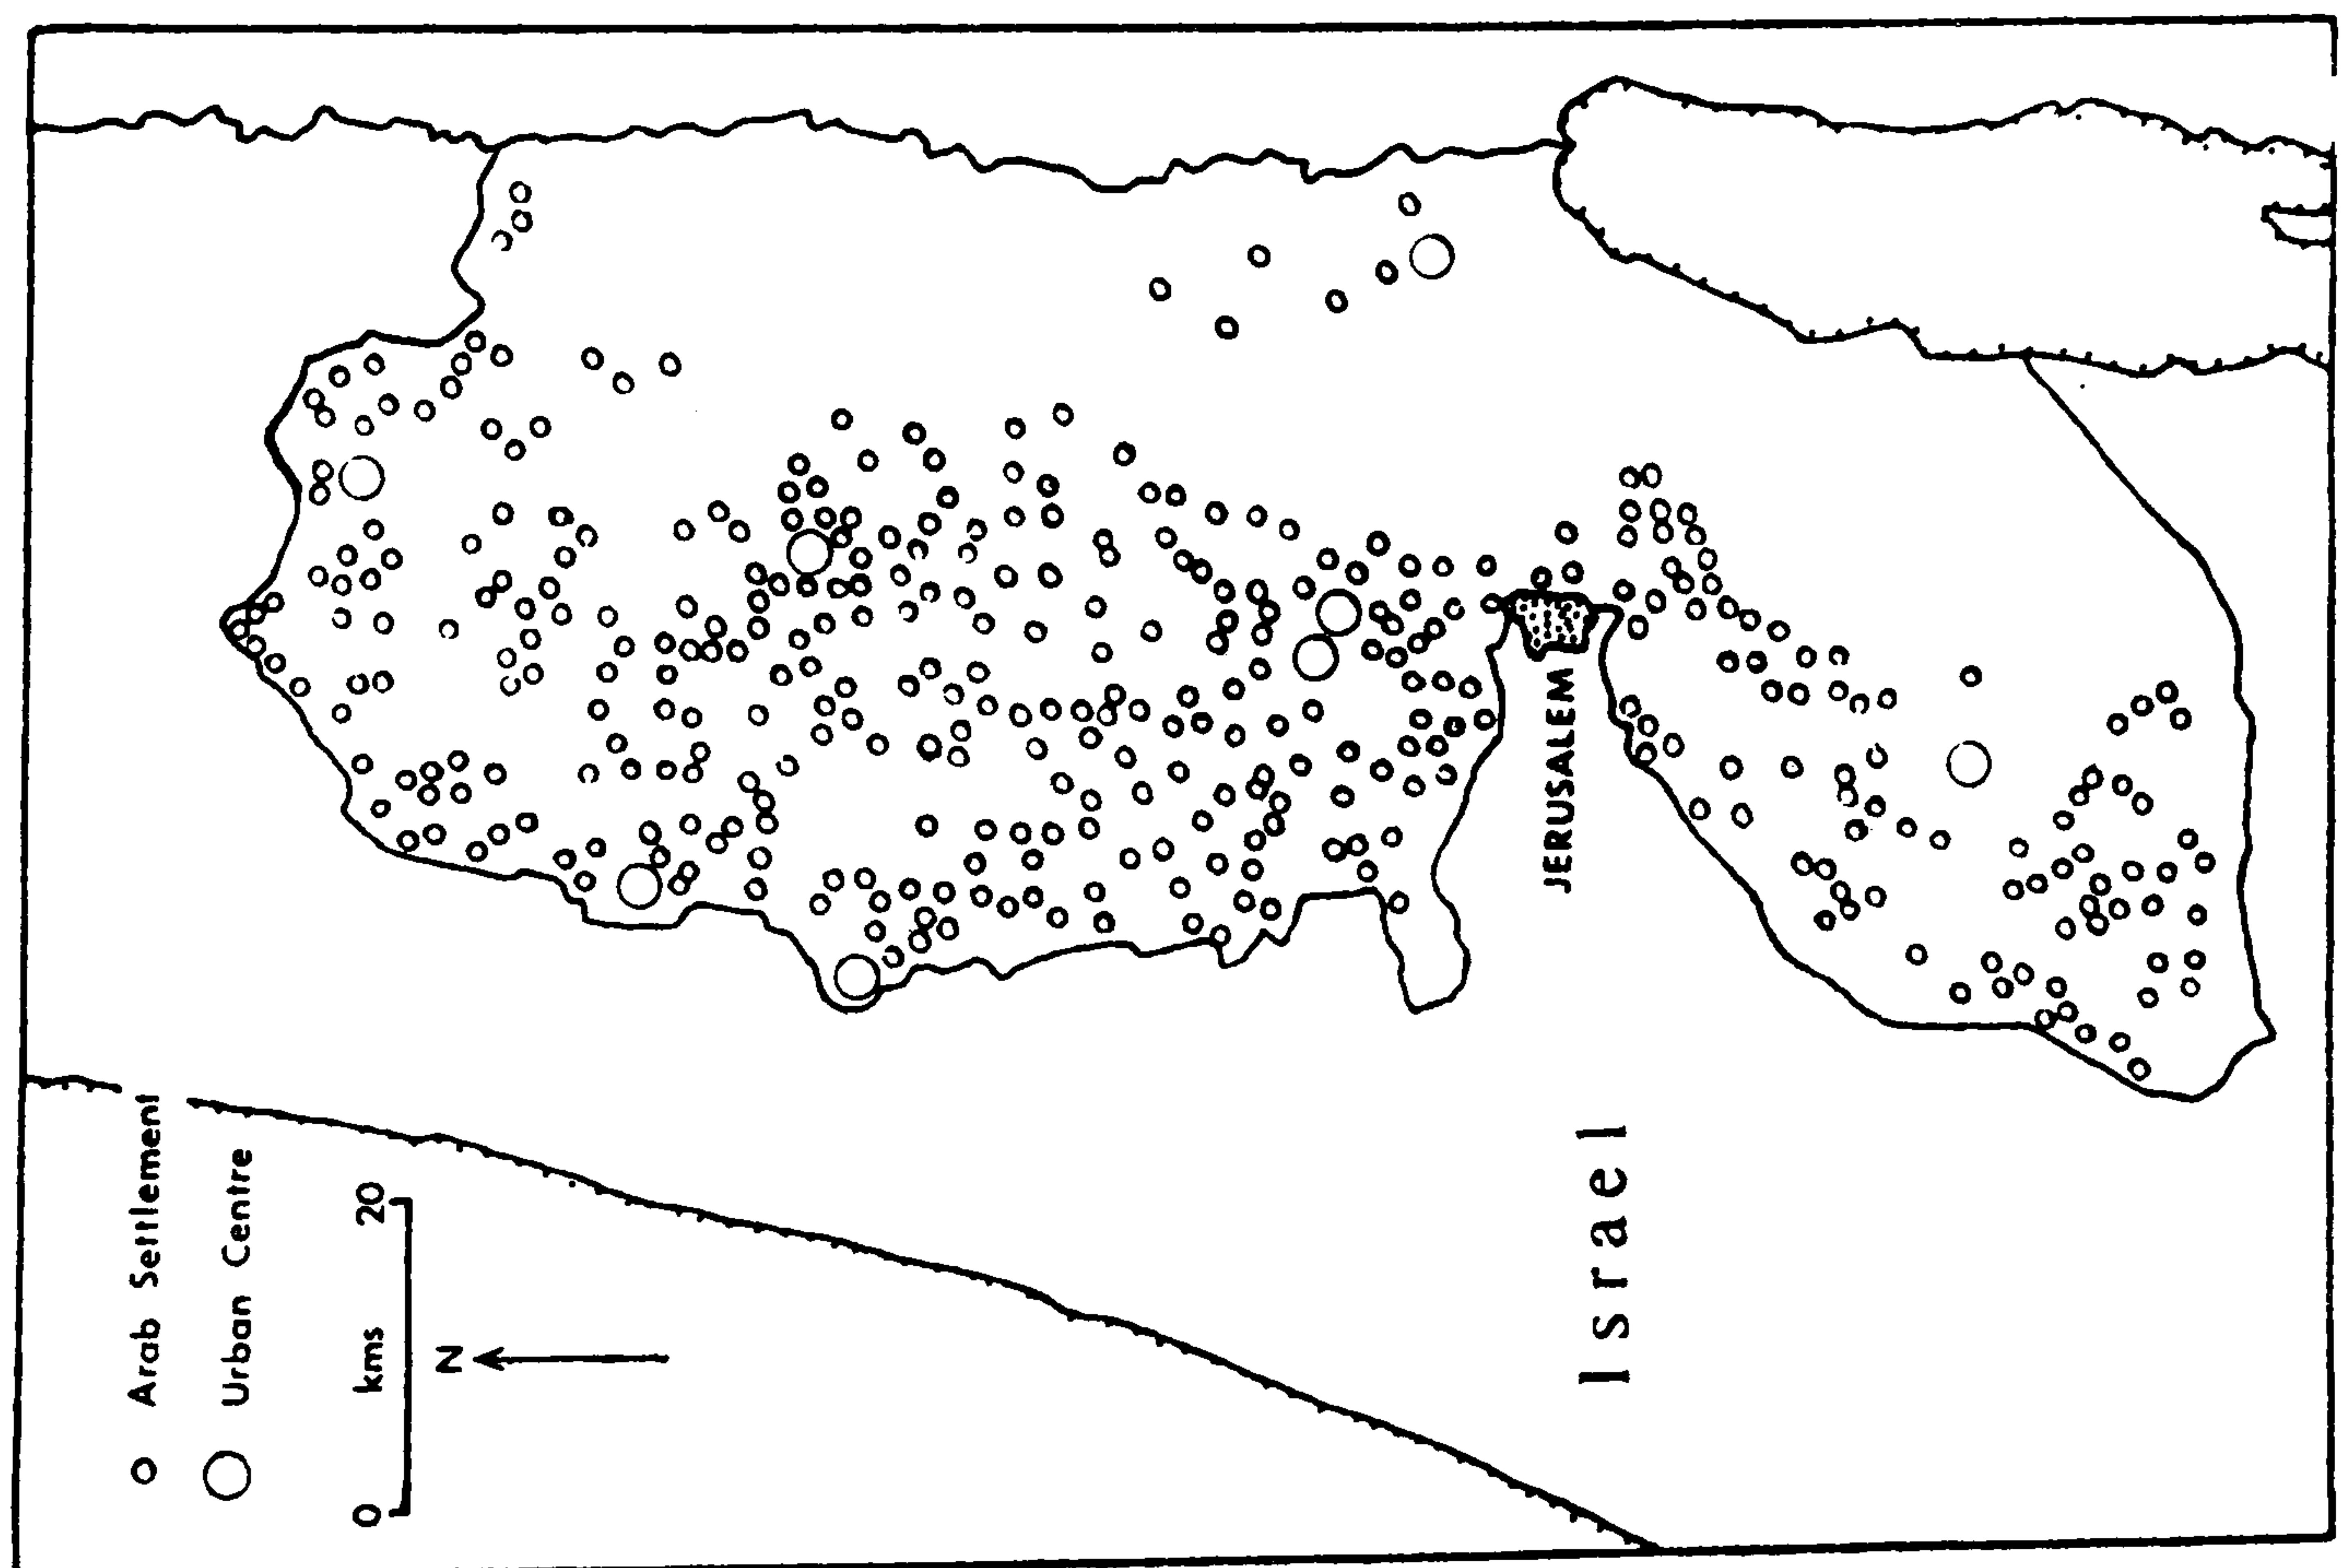 JERUSALEM
Israel
Arab Settlement
Urban Centre
0 kms 20
N